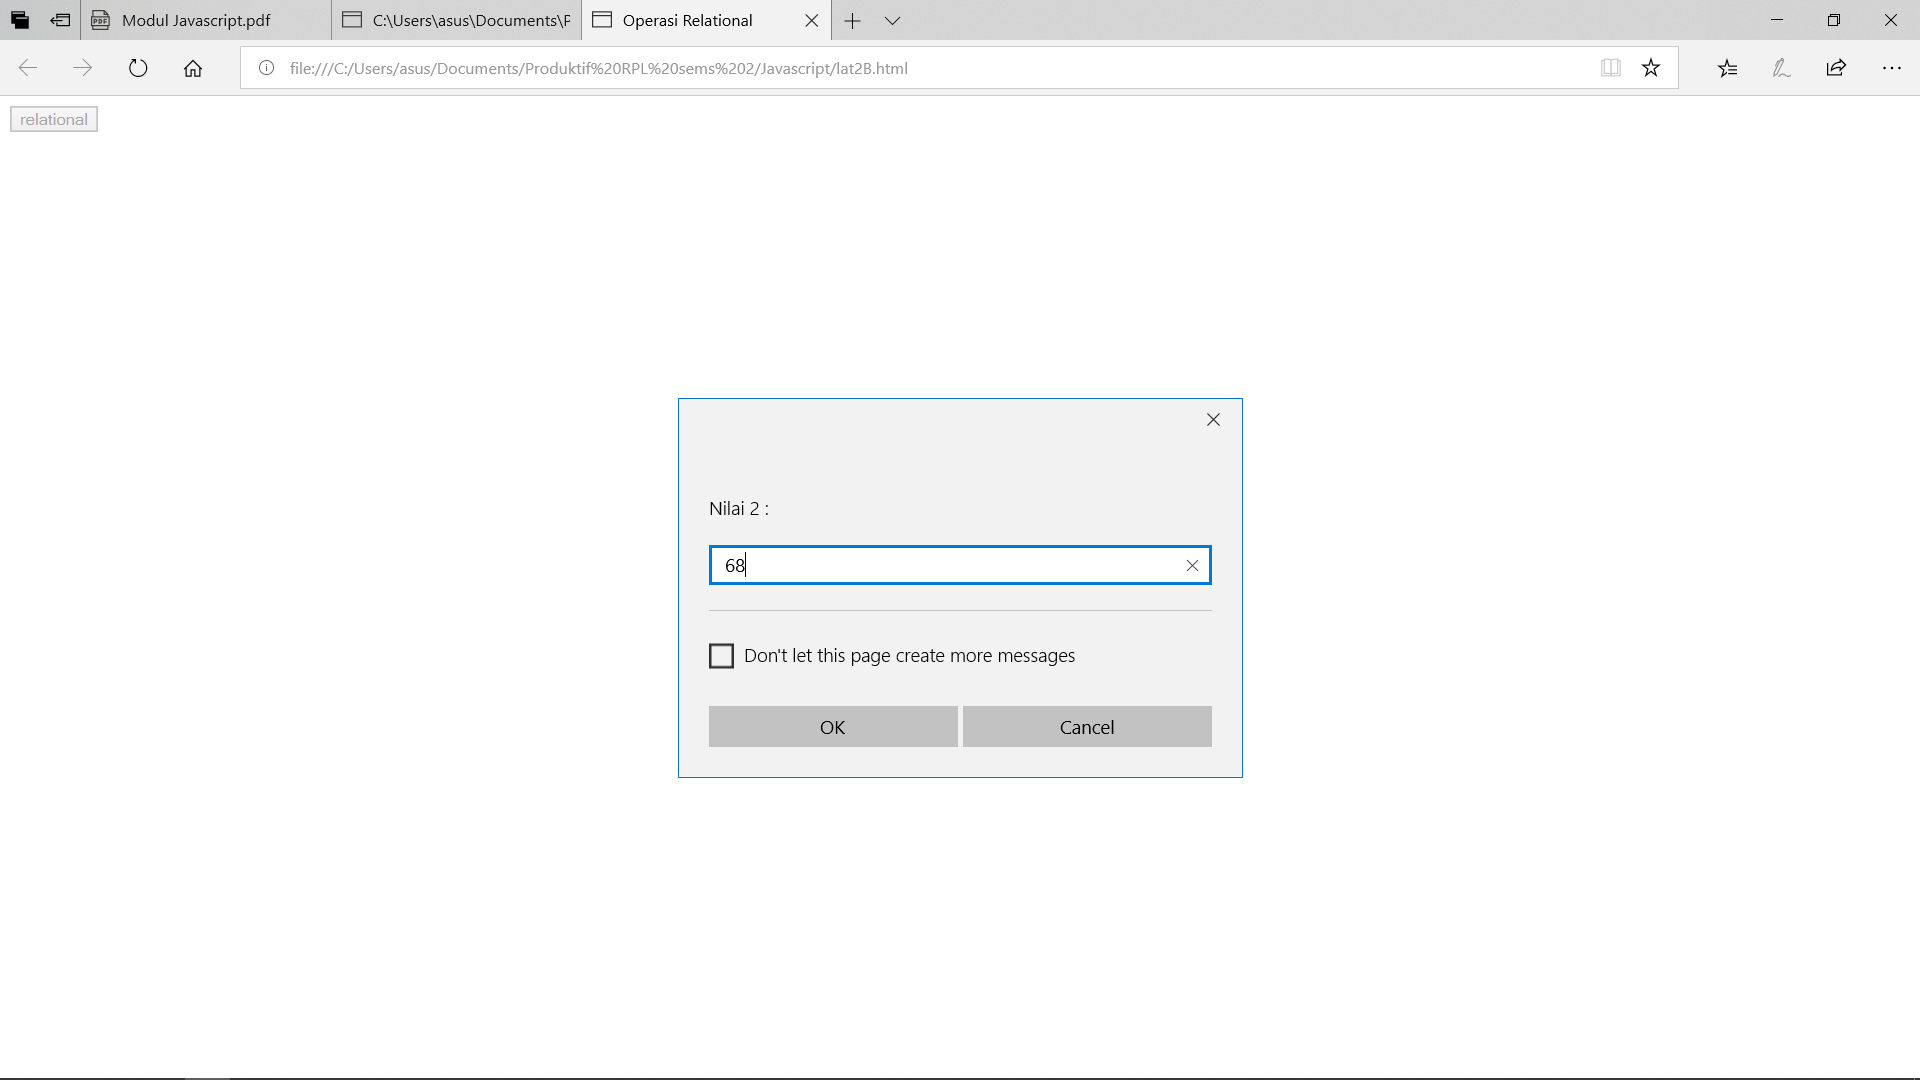 Modul Javascript.pdf
C:\Users\asus\Documents\P
Operasi Relational
file:///C:/Users/asus/Documents/Produktif%20RPL%20sems%202/Javascript/lat2B.html
relational
Nilai 2 :
68
Don't let this page create more messages
OK
Cancel